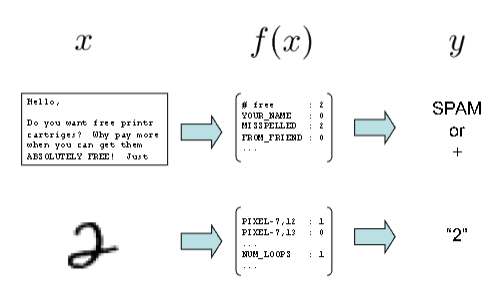 x f(x) y
Hello,
Do you want free printr
cartriges? Why pay more
when you can get them
ABSOLUTELY FREE! Just
# free : 2
YOUR_NAME : 0
MISSPELLED : 2
FROM_FRIEND : 0
...
SPAM
or
+
2
PIXEL-7,12 : 1
PIXEL-7,13 : 0
...
NUM_LOOPS : 1
...
“2”